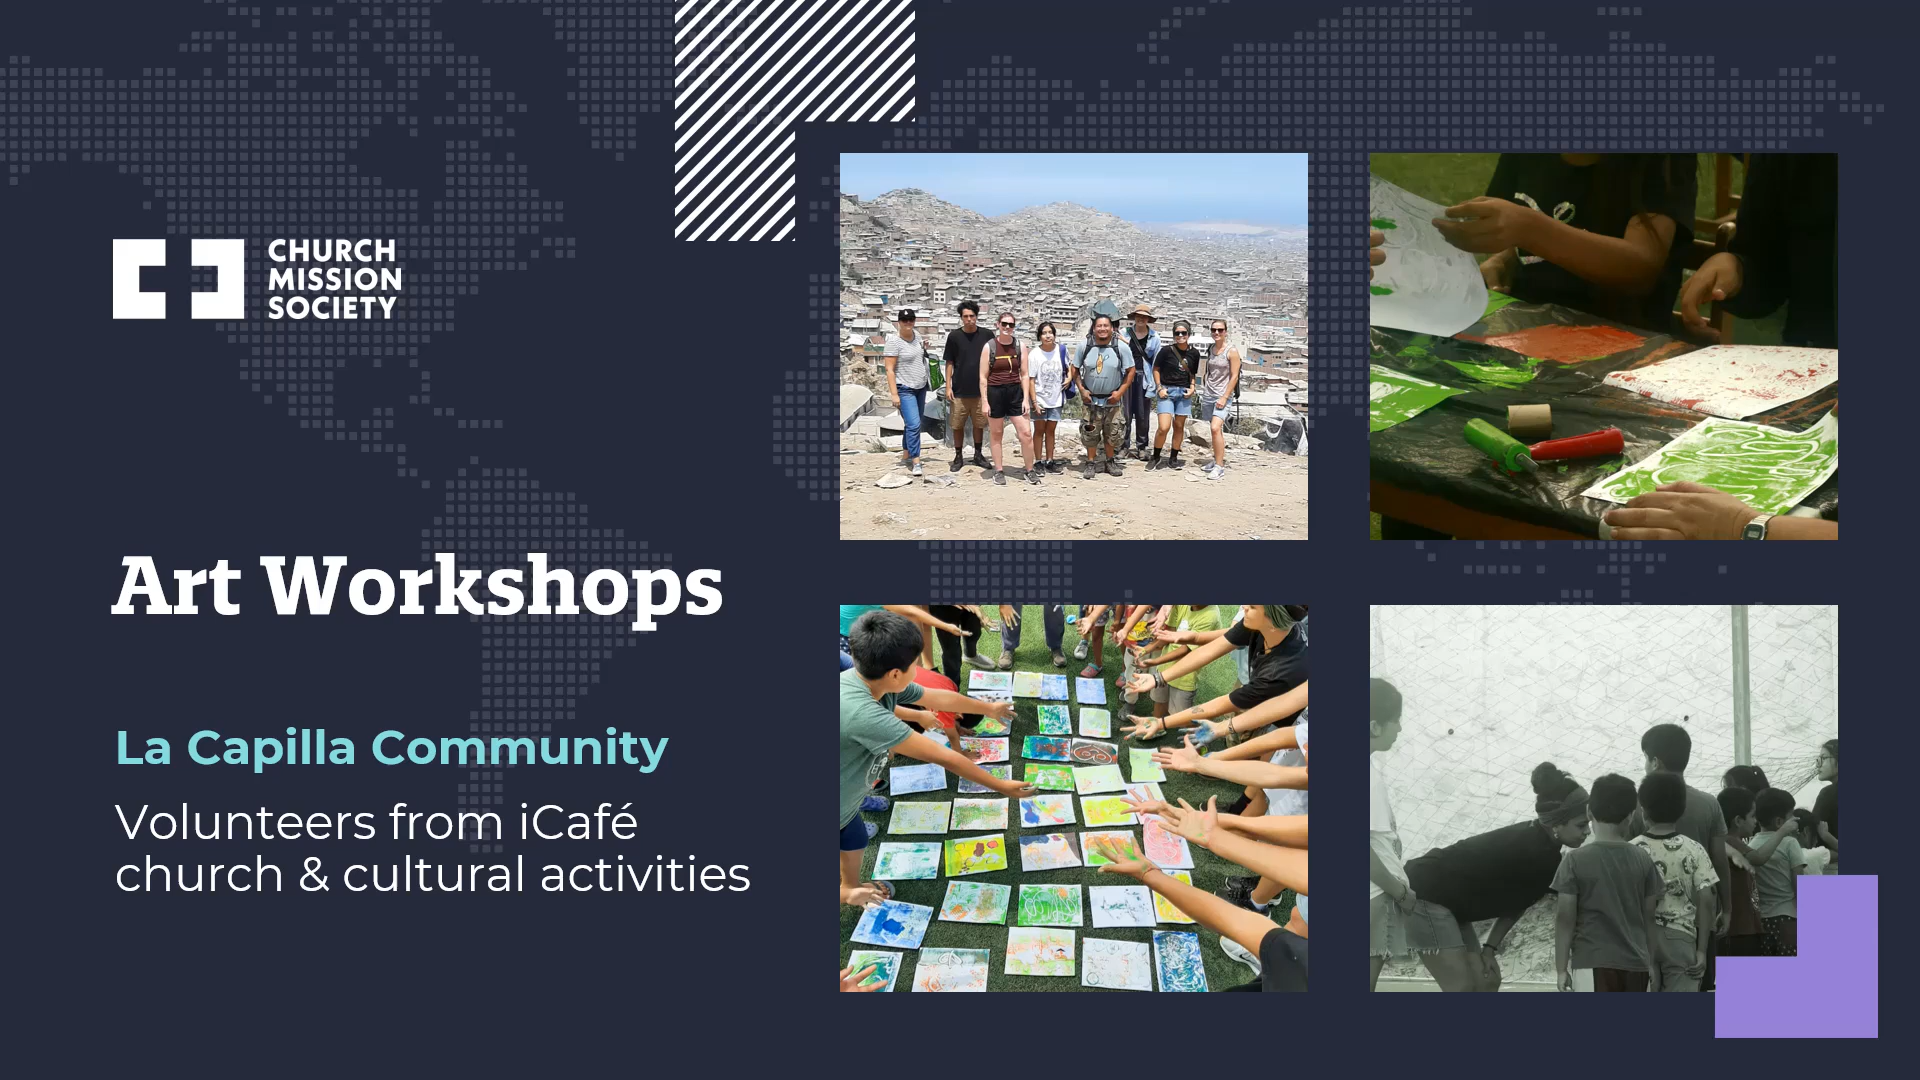 CHURCH
MISSION
SOCIETY
Art Workshops
La Capilla Community
Volunteers from iCafé
church & cultural activities